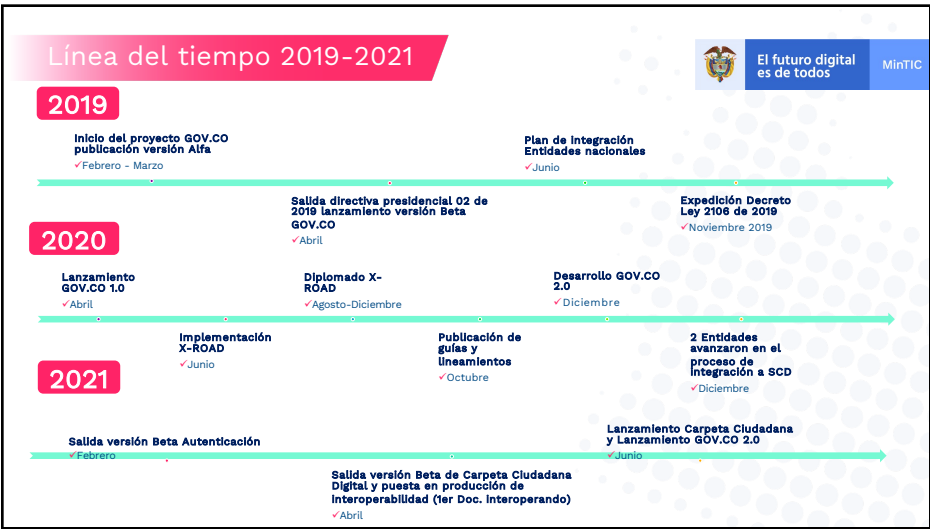 Línea del tiempo 2019-2021
El futuro digital
es de todos
MinTIC
2019
Inicio del proyecto GOV.CO
publicación versión Alfa
✓Febrero - Marzo
Plan de integración
Entidades nacionales
✓Junio
Salida directiva presidencial 02 de
2019 lanzamiento versión Beta
GOV.CO
✓Abril
Expedición Decreto
Ley 2106 de 2019
✓Noviembre 2019
2020
Lanzamiento
GOV.CO 1.0
✓Abril
Diplomado X-
ROAD
✓Agosto-Diciembre
Desarrollo GOV.CO
2.0
✓Diciembre
Implementación
X-ROAD
✓Junio
Publicación de
guías y
lineamientos
✓Octubre
2 Entidades
avanzaron en el
proceso de
integración a SCD
✓Diciembre
2021
Salida versión Beta Autenticación
✓Febrero
Lanzamiento Carpeta Ciudadana
y Lanzamiento GOV.CO 2.0
✓Junio
Salida versión Beta de Carpeta Ciudadana
Digital y puesta en producción de
interoperabilidad (1er Doc. interoperando)
✓Abril